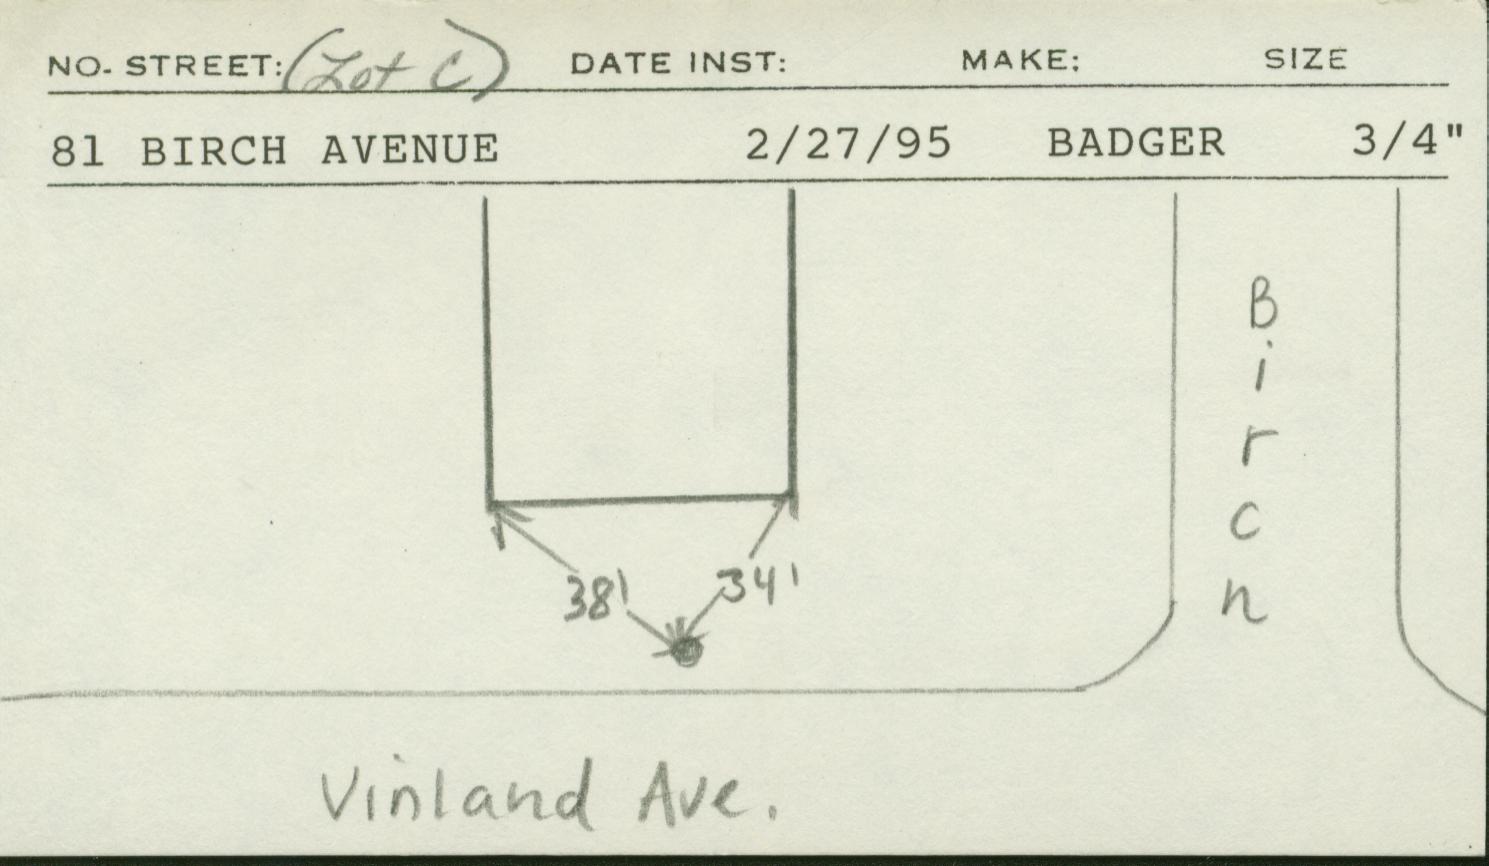 NO. STREET: (Lot C) DATE INST: MAKE: SIZE
81 BIRCH AVENUE 2/27/95 BADGER 3/4"
Birch
38' 34'
Vinland Ave.